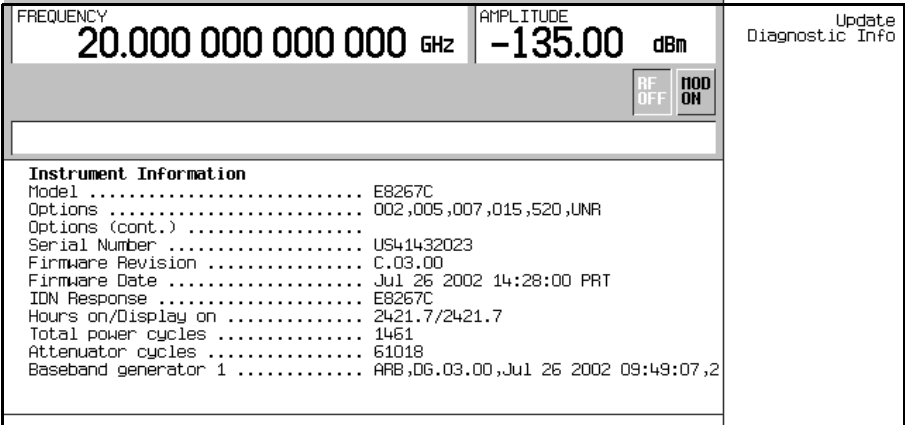 FREQUENCY
20.000 000 000 000 GHz
AMPLITUDE
-135.00 dBm
Update
Diagnostic Info
RF
OFF
MOD
ON
Instrument Information
Model ........................... E8267C
Options .......................... 002,005,007,015,520,UNR
Options (cont.) ..................
Serial Number .................... US41432023
Firmware Revision ................ C.03.00
Firmware Date .................... Jul 26 2002 14:28:00 PRT
IDN Response ..................... E8267C
Hours on/Display on .............. 2421.7/2421.7
Total power cycles ............... 1461
Attenuator cycles ................ 61018
Baseband generator 1 ............. ARB,DG.03.00,Jul 26 2002 09:49:07,2